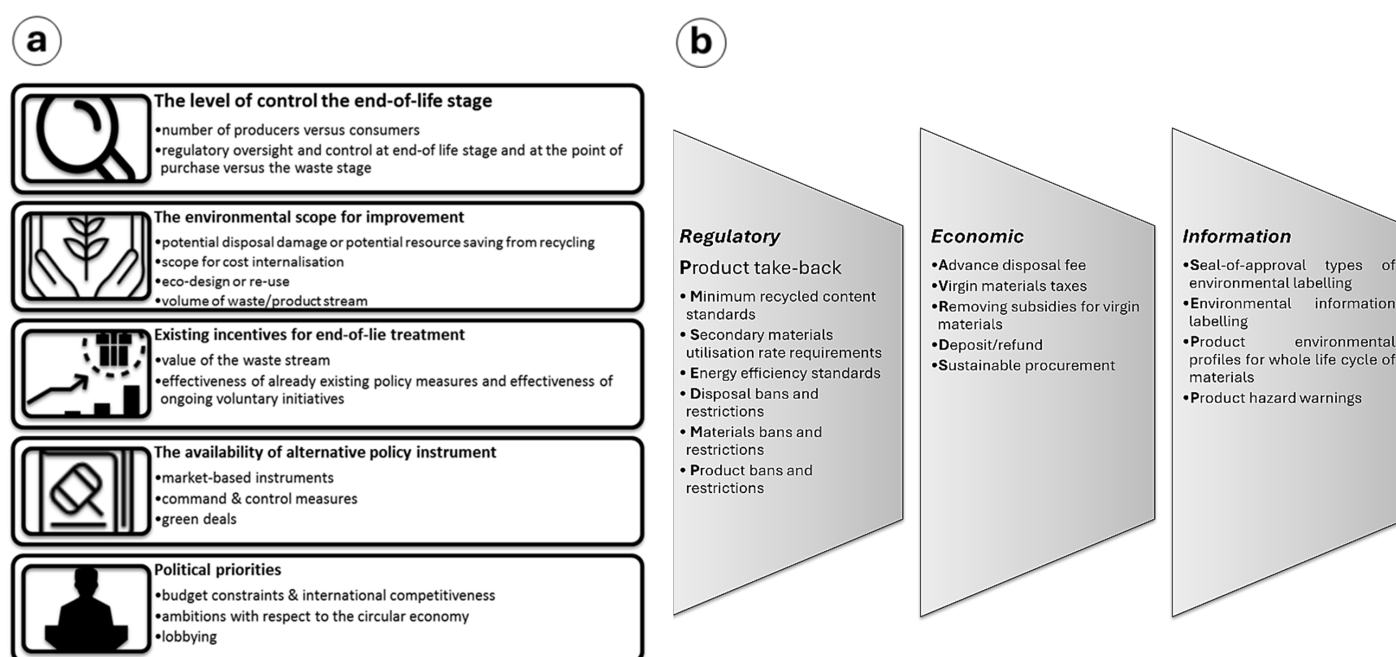 a
The level of control the end-of-life stage
•number of producers versus consumers
•regulatory oversight and control at end-of life stage and at the point of
purchase versus the waste stage
The environmental scope for improvement
•potential disposal damage or potential resource saving from recycling
•scope for cost internalisation
•eco-design or re-use
•volume of waste/product stream
Existing incentives for end-of-lie treatment
•value of the waste stream
•effectiveness of already existing policy measures and effectiveness of
ongoing voluntary initiatives
The availability of alternative policy instrument
•market-based instruments
•command & control measures
•green deals
Political priorities
•budget constraints & international competitiveness
•ambitions with respect to the circular economy
•lobbying
b
Regulatory
Product take-back
• Minimum recycled content
standards
• Secondary materials
utilisation rate requirements
• Energy efficiency standards
• Disposal bans and
restrictions
• Materials bans and
restrictions
• Product bans and
restrictions
Economic
•Advance disposal fee
•Virgin materials taxes
•Removing subsidies for virgin
materials
•Deposit/refund
•Sustainable procurement
Information
•Seal-of-approval types of
environmental labelling
•Environmental information
labelling
•Product environmental
profiles for whole life cycle of
materials
•Product hazard warnings